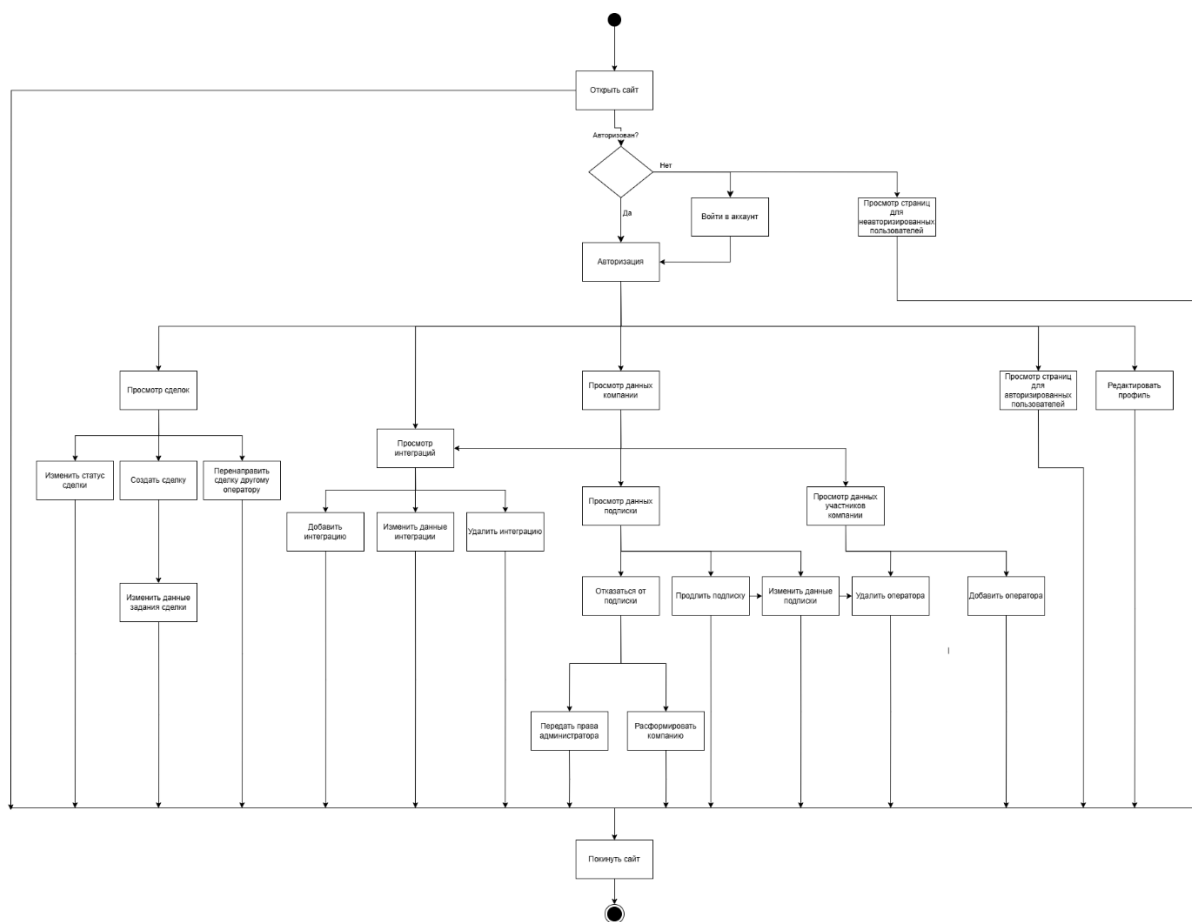 Открыть сайт
Авторизован?
Нет
Да
Войти в аккаунт
Просмотр страниц
для
неавторизированных
пользователей
Авторизация
Просмотр сделок
Просмотр данных
компании
Просмотр страниц
для
авторизированных
пользователей
Редактировать
профиль
Просмотр
интеграций
Изменить статус
сделки
Создать сделку
Перенаправить
сделку другому
оператору
Просмотр данных
подписки
Просмотр данных
участников
компании
Добавить
интеграцию
Изменить данные
интеграции
Удалить интеграцию
Изменить данные
задания сделки
Отказаться от
подписки
Продлить подписку
Изменить данные
подписки
Удалить оператора
Добавить оператора
Передать права
администратора
Расформировать
компанию
Покинуть сайт